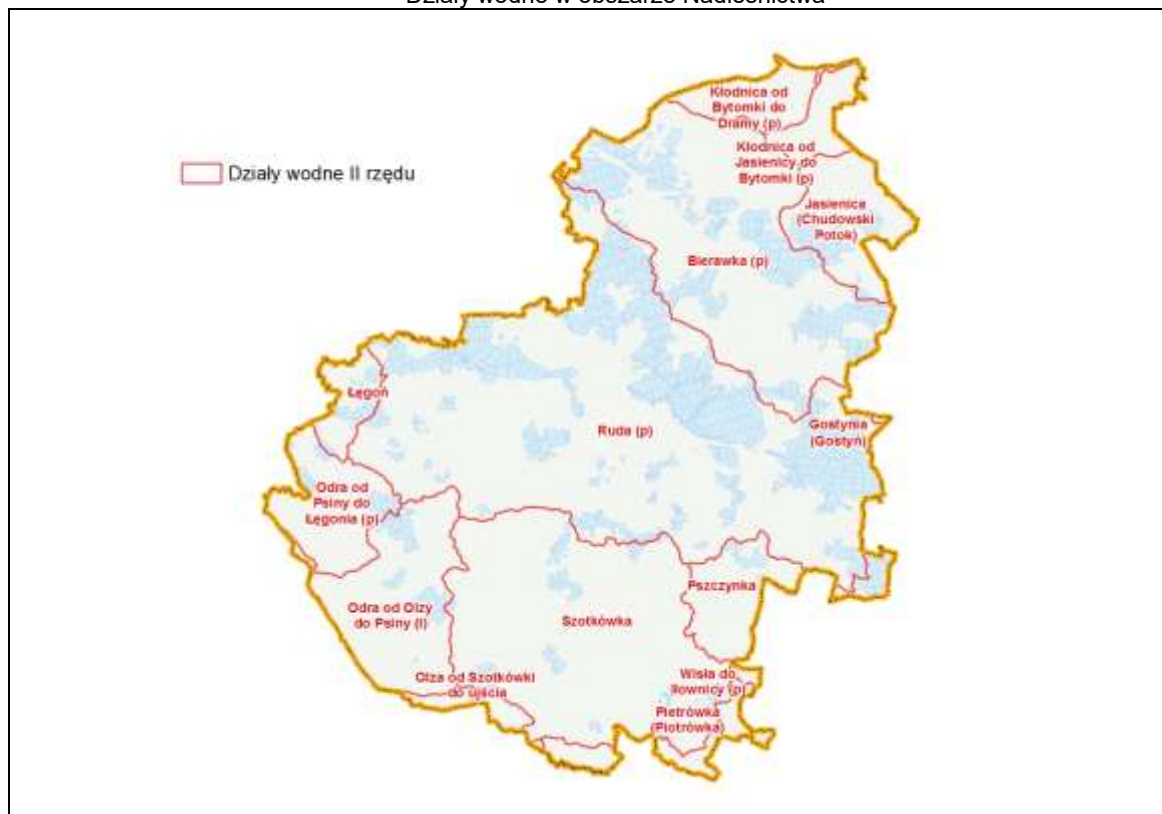 Działy wodne w obszarze Nadleśnictwa
Działy wodne II rzędu
Kłodnica od
Bytomki do
Dramy (p)
Kłodnica od
Jasienicy do
Bytomki (p)
Jasienica
(Chudowski
Potok)
Bierawka (p)
Łęgoń
Ruda (p)
Gostynia
(Gostyń)
Odra od
Psiny do
Łęgonia (p)
Pszczynka
Odra od Olzy
do Psiny (l)
Szotkówka
Olza od Szotkówki
do ujścia
Wisła do
Iłownicy (p)
Pietrówka
(Piotrówka)